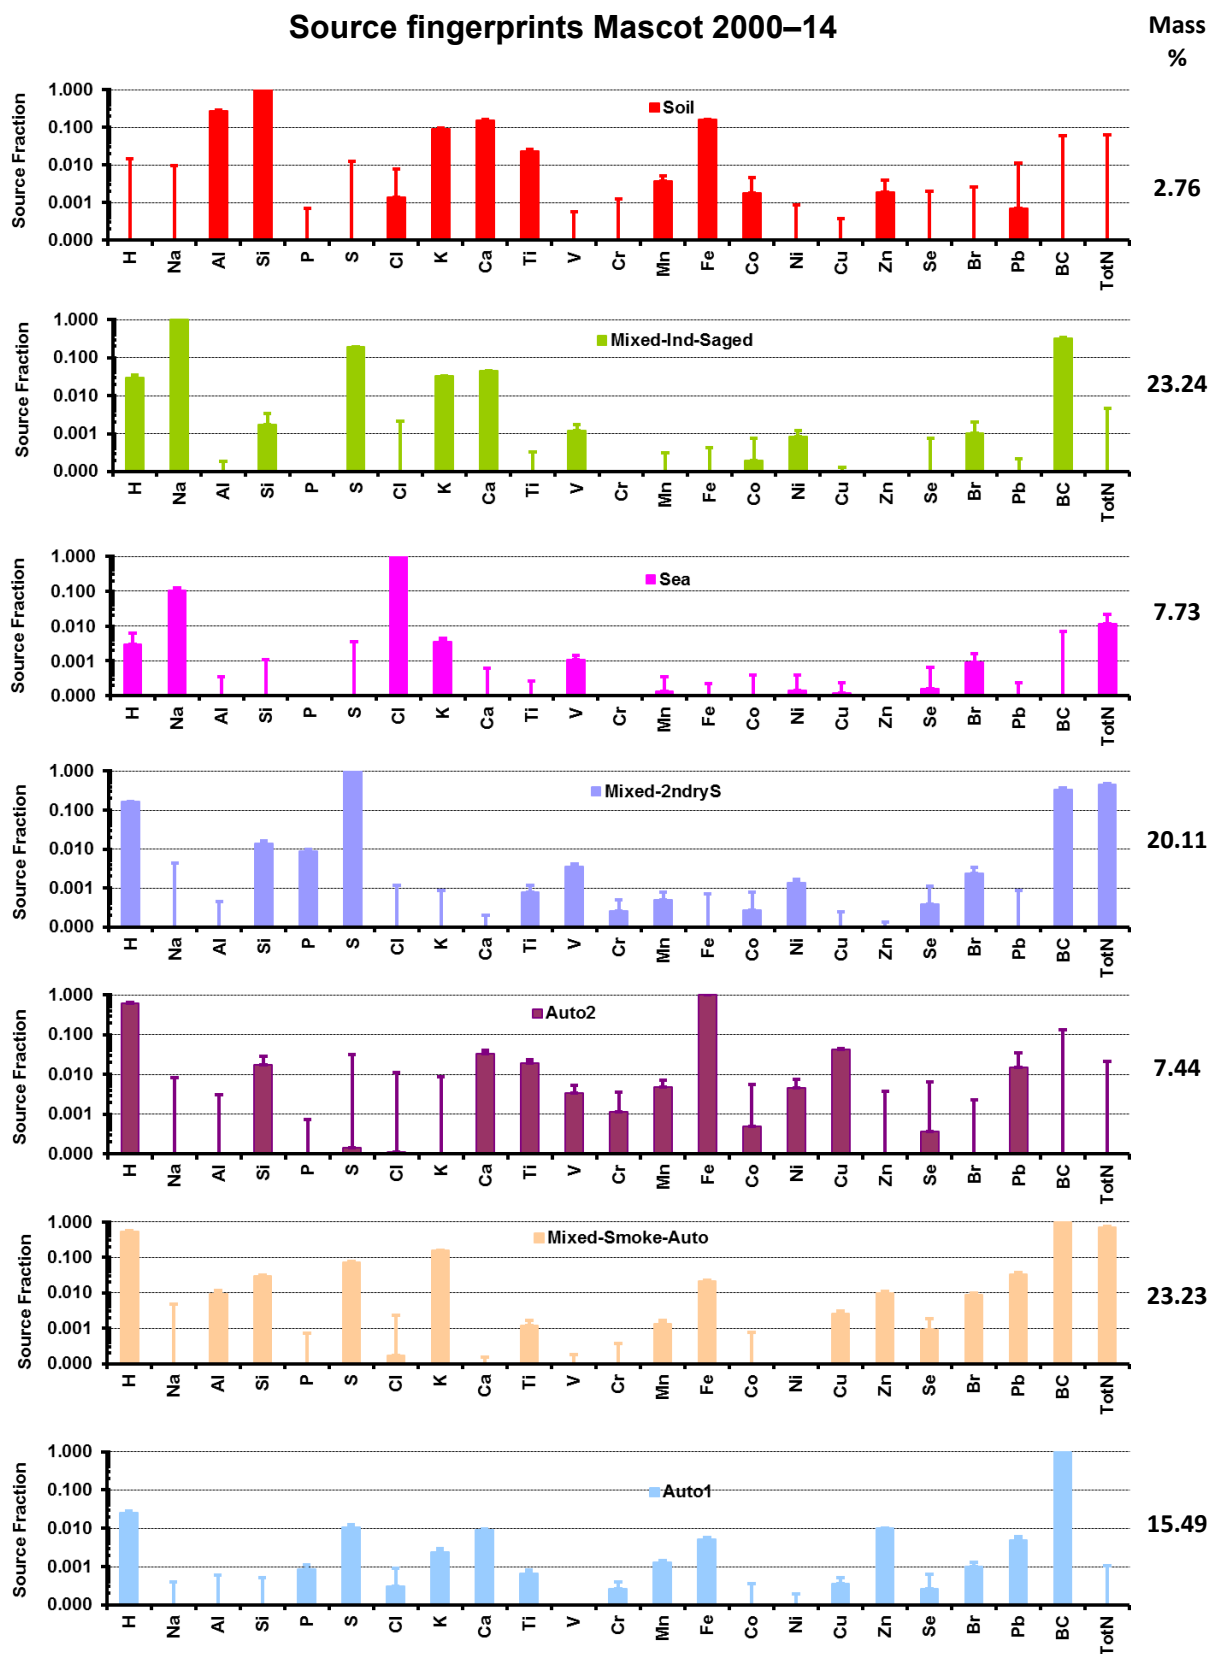 Source fingerprints Mascot 2000–14
Mass
%
Source Fraction
1.000
0.100
0.010
0.001
0.000
Soil
2.76
H Na Al Si P S Cl K Ca Ti V Cr Mn Fe Co Ni Cu Zn Se Br Pb BC TotN
Source Fraction
1.000
0.100
0.010
0.001
0.000
Mixed-Ind-Saged
23.24
H Na Al Si P S Cl K Ca Ti V Cr Mn Fe Co Ni Cu Zn Se Br Pb BC TotN
Source Fraction
1.000
0.100
0.010
0.001
0.000
Sea
7.73
H Na Al Si P S Cl K Ca Ti V Cr Mn Fe Co Ni Cu Zn Se Br Pb BC TotN
Source Fraction
1.000
0.100
0.010
0.001
0.000
Mixed-2ndryS
20.11
H Na Al Si P S Cl K Ca Ti V Cr Mn Fe Co Ni Cu Zn Se Br Pb BC TotN
Source Fraction
1.000
0.100
0.010
0.001
0.000
Auto2
7.44
H Na Al Si P S Cl K Ca Ti V Cr Mn Fe Co Ni Cu Zn Se Br Pb BC TotN
Source Fraction
1.000
0.100
0.010
0.001
0.000
Mixed-Smoke-Auto
23.23
H Na Al Si P S Cl K Ca Ti V Cr Mn Fe Co Ni Cu Zn Se Br Pb BC TotN
Source Fraction
1.000
0.100
0.010
0.001
0.000
Auto1
15.49
H Na Al Si P S Cl K Ca Ti V Cr Mn Fe Co Ni Cu Zn Se Br Pb BC TotN